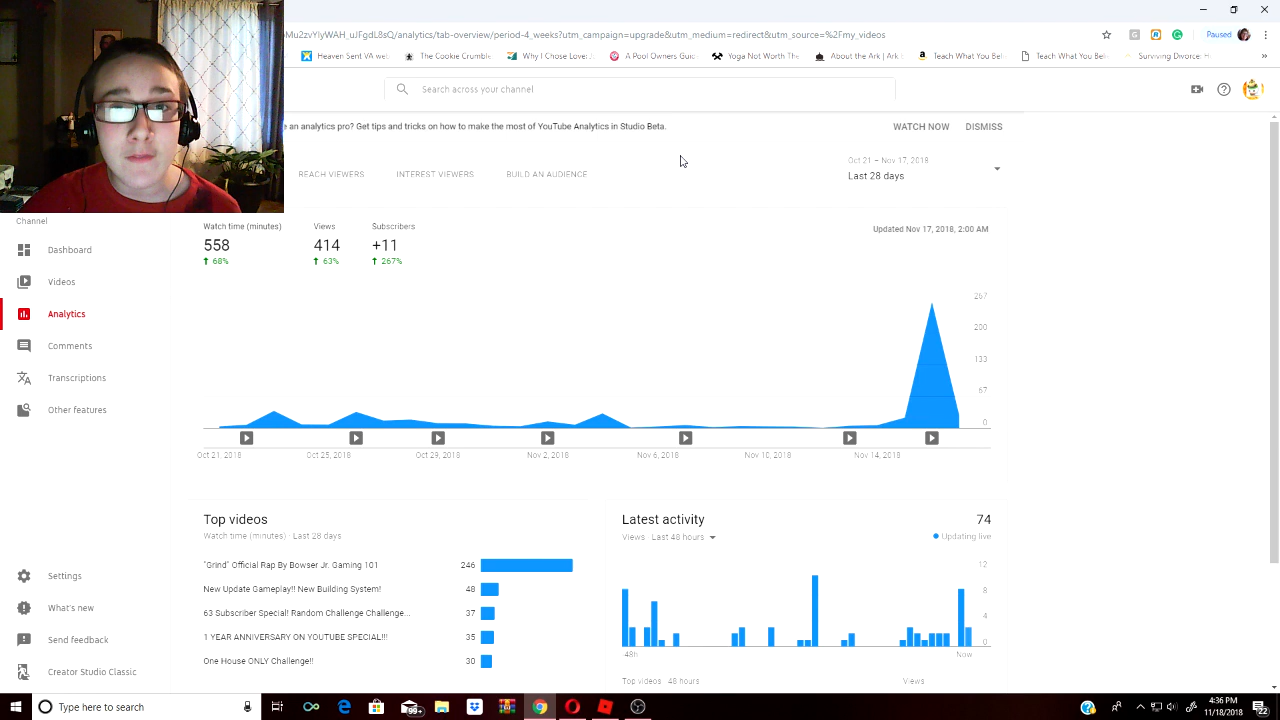 Mu2zvYlyWAH_uJFgdL8sQ/analytics/tab-overview/period-4_weeks?utm_campaign=upgrade&utm_medium=redirect&utm_source=%2Fmy_videos
Paused
Heaven Sent VA we The Cookie Crumble Why I Chose Love: J A Pool Owners Guid Yoga Not Worth The About the Ark | Ark Teach What You Beli Teach What You Beli Surviving Divorce: H »
Search across your channel
e an analytics pro? Get tips and tricks on how to make the most of YouTube Analytics in Studio Beta.
WATCH NOW DISMISS
REACH VIEWERS INTEREST VIEWERS BUILD AN AUDIENCE
Oct 21 – Nov 17, 2018
Last 28 days
Channel
Dashboard
Videos
Analytics
Comments
Transcriptions
Other features
Settings
What's new
Send feedback
Creator Studio Classic
Watch time (minutes) Views Subscribers
558 414 +11
68% 63% 267%
Updated Nov 17, 2018, 2:00 AM
267
200
133
67
0
Oct 21, 2018 Oct 25, 2018 Oct 29, 2018 Nov 2, 2018 Nov 6, 2018 Nov 10, 2018 Nov 14, 2018
Top videos
Watch time (minutes) · Last 28 days
"Grind" Official Rap By Bowser Jr. Gaming 101 246
New Update Gameplay!! New Building System! 48
63 Subscriber Special! Random Challenge Challenge... 37
1 YEAR ANNIVERSARY ON YOUTUBE SPECIAL!!! 35
One House ONLY Challenge!! 30
Latest activity 74
Views · Last 48 hours
Updating live
12
8
4
0
48h Now
Top videos · 48 hours Views
Type here to search
99+
4:36 PM
11/18/2018
2